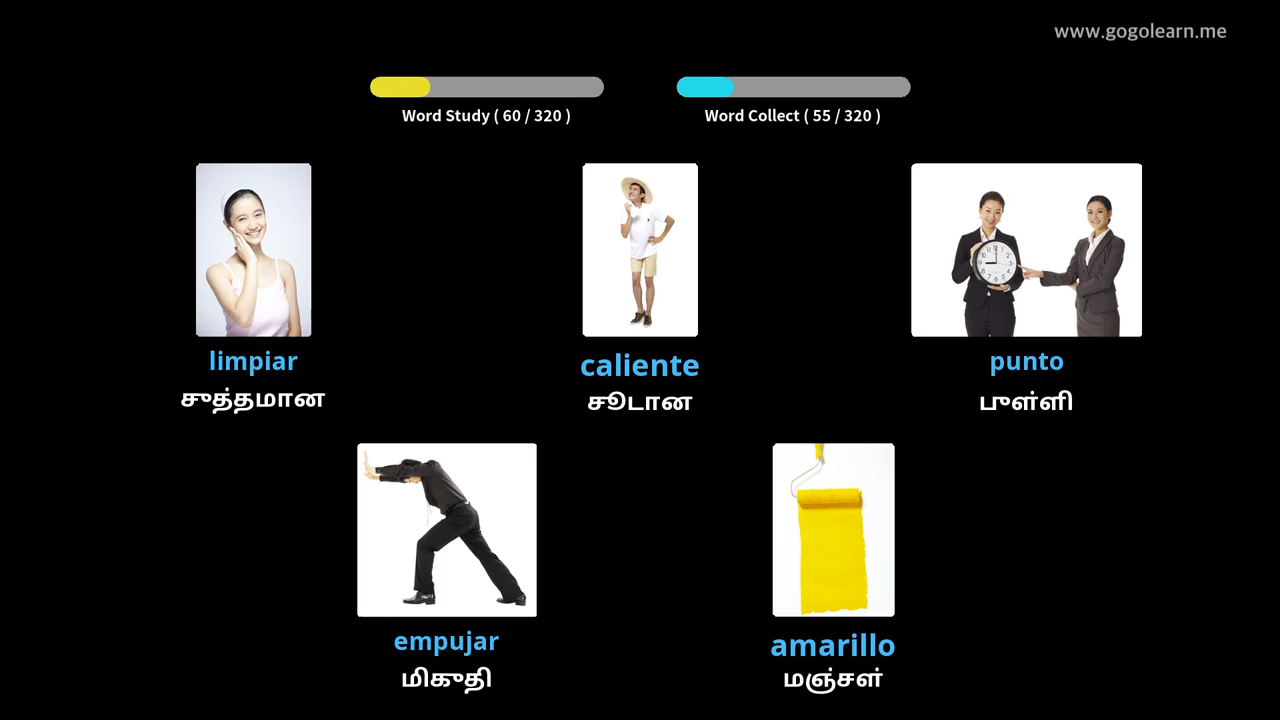 www.gogolearn.me
Word Study ( 60 / 320 )
Word Collect ( 55 / 320 )
limpiar
சுத்தமான
caliente
சூடான
punto
புள்ளி
empujar
மிகுதி
amarillo
மஞ்சள்